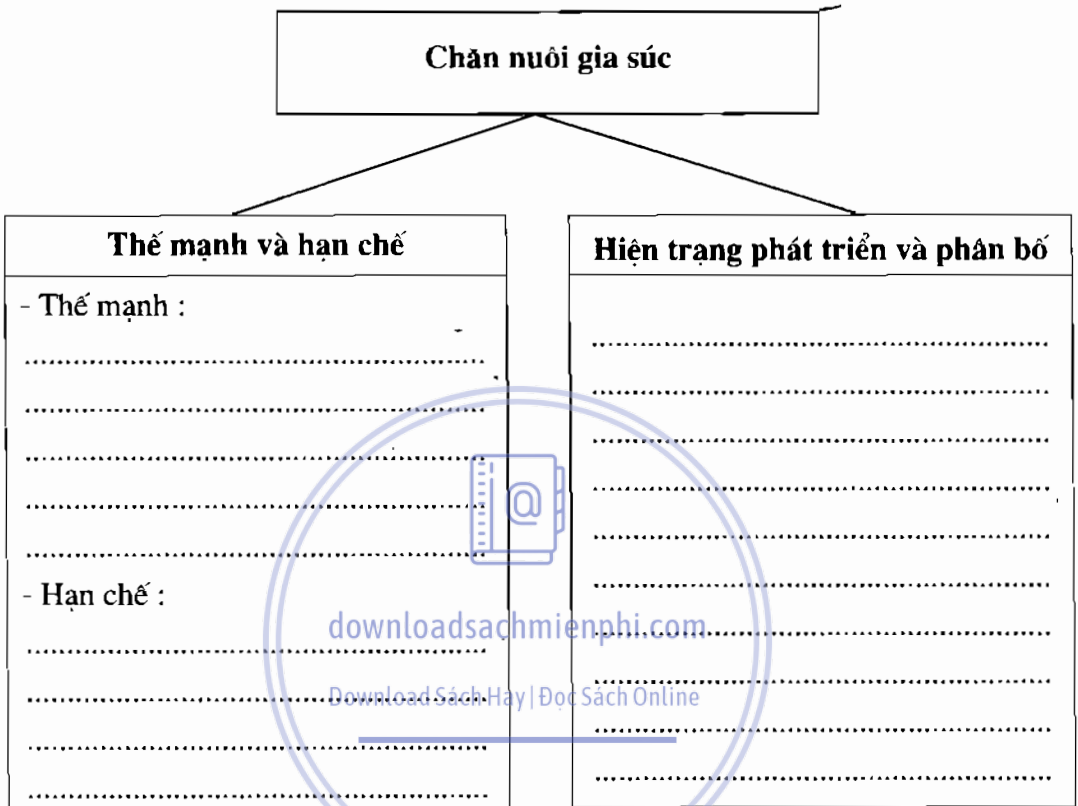 Chăn nuôi gia súc
Thế mạnh và hạn chế
- Thế mạnh :
- Hạn chế :
Hiện trạng phát triển và phân bố
@
downloadsachmienphi.com
Download Sách Hay | Đọc Sách Online